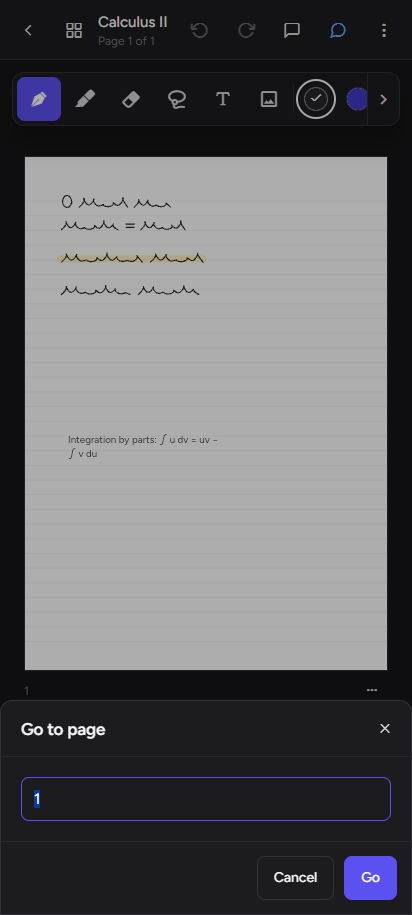 Calculus II
Page 1 of 1
T
Integration by parts: ∫ u dv = uv −
∫ v du
1
Go to page
1
Cancel
Go